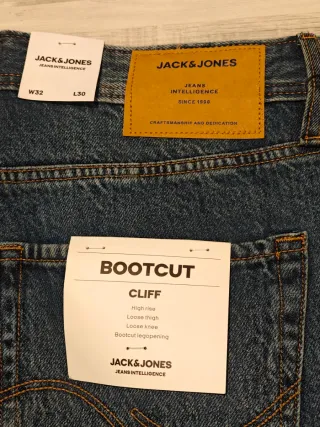 JACK&JONES
JEANS INTELLIGENCE
W32 L30
JACK&JONES
JEANS
INTELLIGENCE
SINCE 1990
CRAFTSMANSHIP AND DEDICATION
BOOTCUT
CLIFF
High rise
Loose thigh
Loose knee
Bootcut legopening
JACK&JONES
JEANS INTELLIGENCE